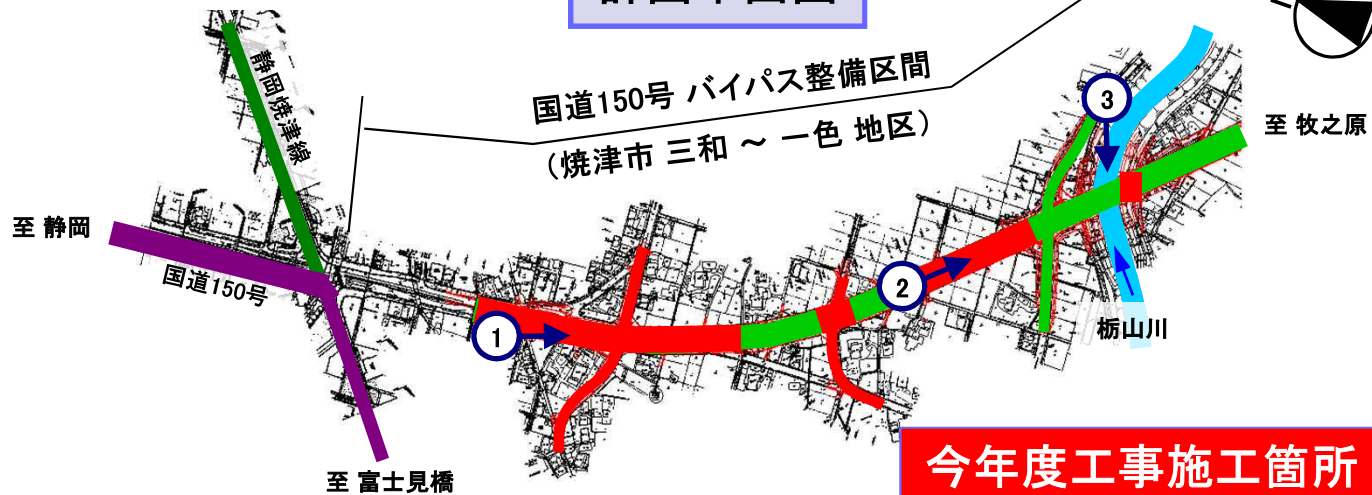 国道150号 バイパス整備区間
(焼津市 三和 ~ 一色 地区)
静岡焼津線
③
至 牧之原
至 静岡
国道150号
②
①
栃山川
至 富士見橋
今年度工事施工箇所